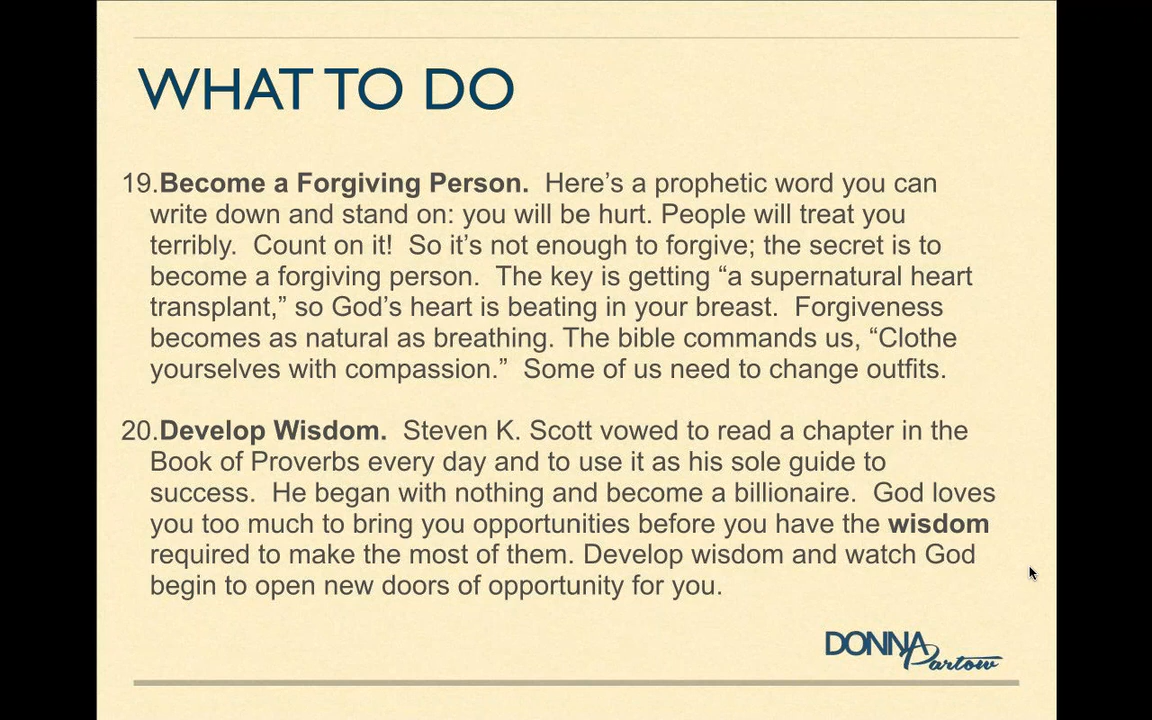 WHAT TO DO
19.Become a Forgiving Person.  Here’s a prophetic word you can
write down and stand on: you will be hurt. People will treat you
terribly.  Count on it!  So it’s not enough to forgive; the secret is to
become a forgiving person.  The key is getting “a supernatural heart
transplant,” so God’s heart is beating in your breast.  Forgiveness
becomes as natural as breathing. The bible commands us, “Clothe
yourselves with compassion.”  Some of us need to change outfits.
20.Develop Wisdom.  Steven K. Scott vowed to read a chapter in the
Book of Proverbs every day and to use it as his sole guide to
success.  He began with nothing and become a billionaire.  God loves
you too much to bring you opportunities before you have the wisdom
required to make the most of them. Develop wisdom and watch God
begin to open new doors of opportunity for you.
DONNA
Partow